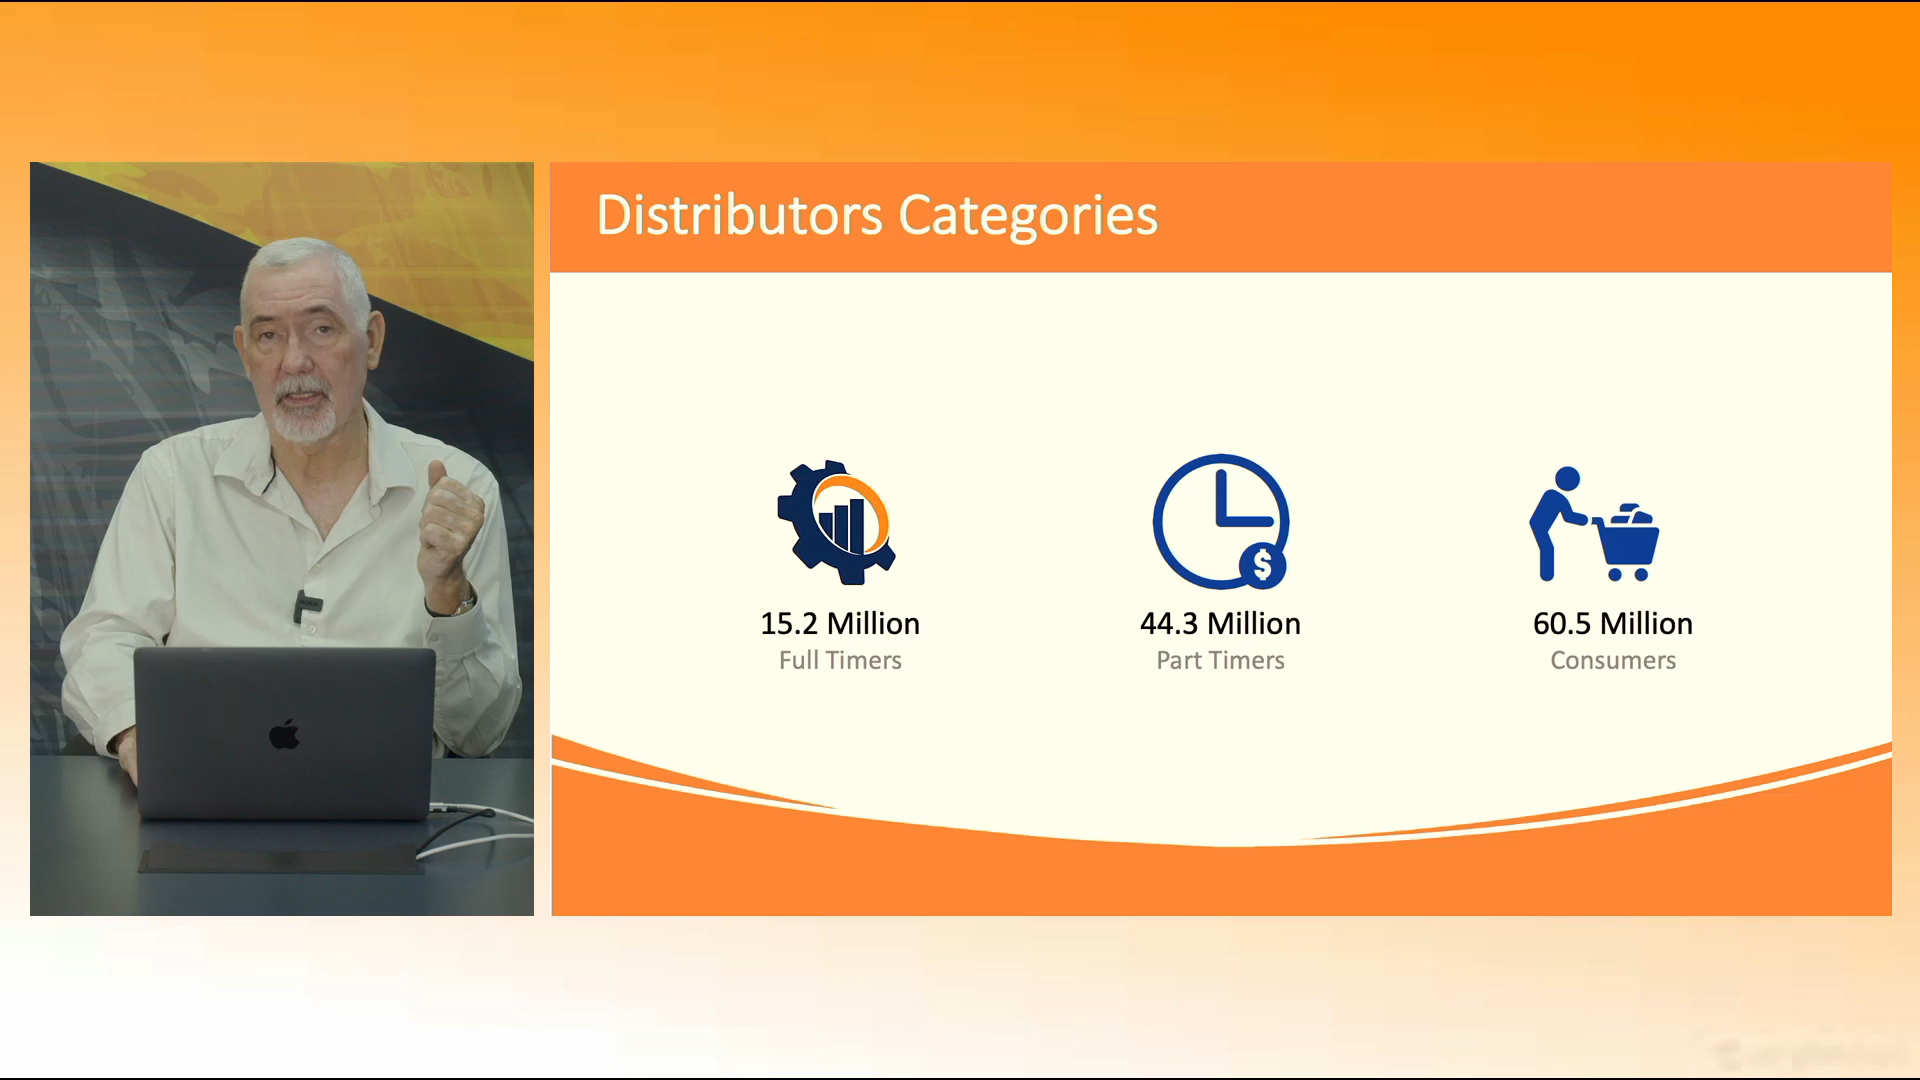 Distributors Categories
15.2 Million
Full Timers
44.3 Million
Part Timers
60.5 Million
Consumers